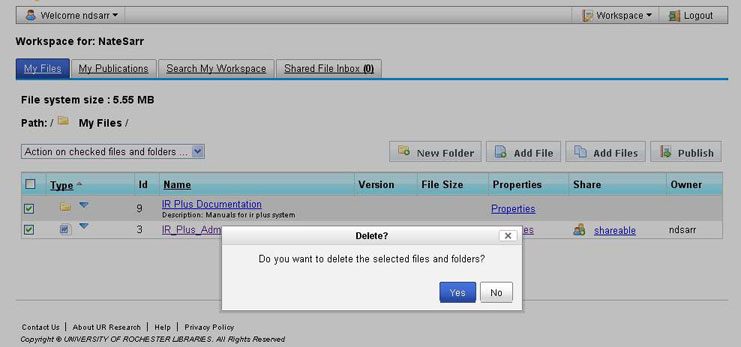 Welcome ndsarr Workspace Logout
Workspace for: NateSarr
My Files My Publications Search My Workspace Shared File Inbox (0)
File system size : 5.55 MB
Path: / My Files /
Action on checked files and folders ... New Folder Add File Add Files Publish
Type Id Name Version File Size Properties Share Owner
9 IR Plus Documentation Properties
Description: Manuals for ir plus system
3 IR_Plus_Adm es shareable ndsarr
Delete?
Do you want to delete the selected files and folders?
Yes No
Contact Us | About UR Research | Help | Privacy Policy
Copyright © UNIVERSITY OF ROCHESTER LIBRARIES. All Rights Reserved